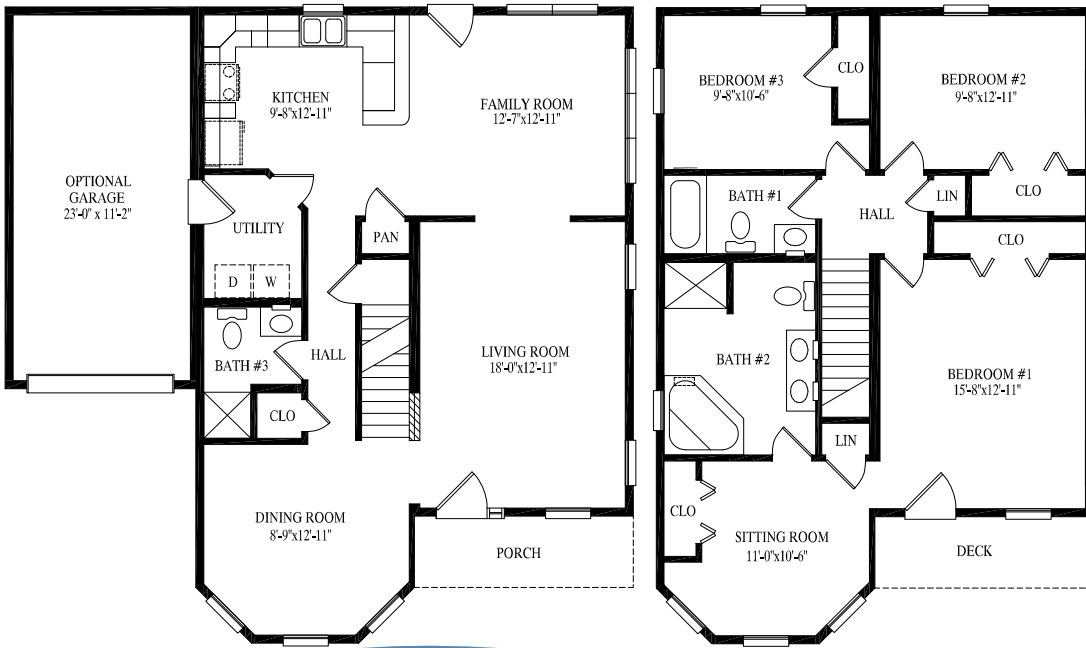 OPTIONAL
GARAGE
23'-0" x 11'-2"
KITCHEN
9'-8"x12'-11"
FAMILY ROOM
12'-7"x12'-11"
UTILITY
D
W
PAN
BATH #3
HALL
CLO
LIVING ROOM
18'-0"x12'-11"
DINING ROOM
8'-9"x12'-11"
PORCH
BEDROOM #3
9'-8"x10'-6"
CLO
BEDROOM #2
9'-8"x12'-11"
BATH #1
HALL
LIN
CLO
CLO
BATH #2
BEDROOM #1
15'-8"x12'-11"
LIN
CLO
SITTING ROOM
11'-0"x10'-6"
DECK